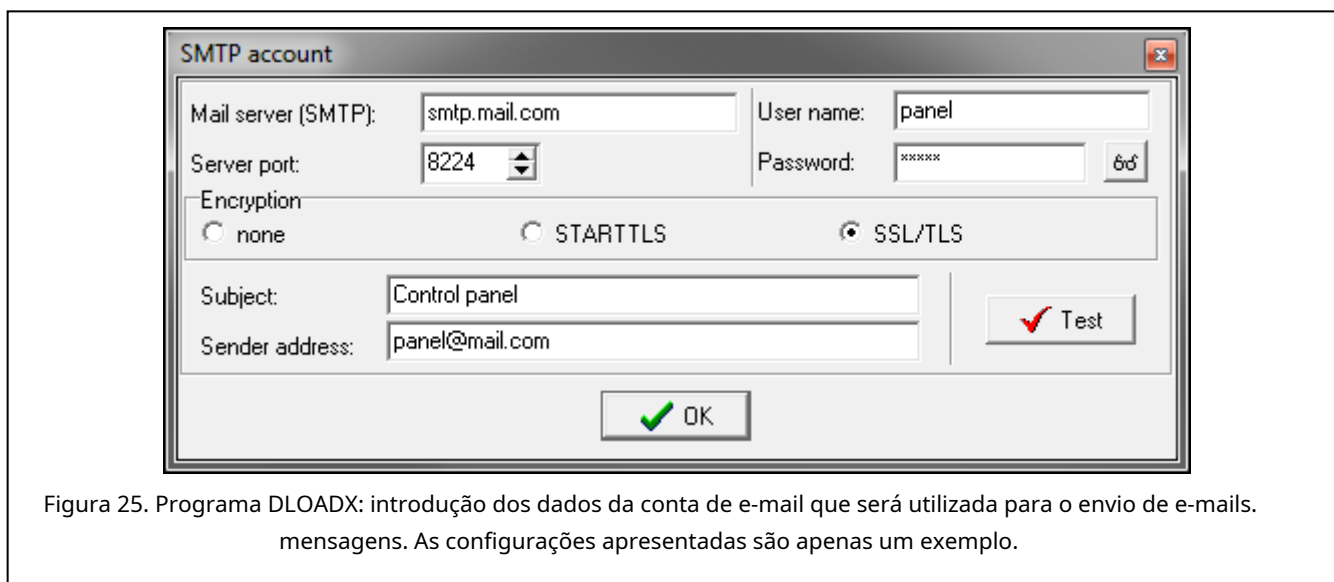 SMTP account
Mail server (SMTP): smtp.mail.com User name: panel
Server port: 8224 Password: xxxxx
Encryption
none STARTTLS SSL/TLS
Subject: Control panel
Sender address: panel@mail.com
Test
OK
Figura 25. Programa DLOADX: introdução dos dados da conta de e-mail que será utilizada para o envio de e-mails.
mensagens. As configurações apresentadas são apenas um exemplo.